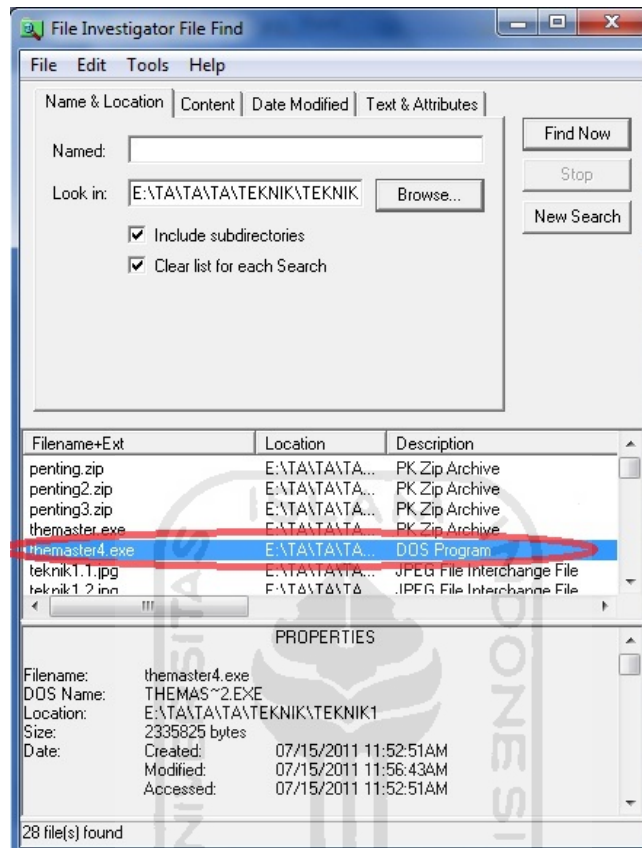 File Investigator File Find
File Edit Tools Help
Name & Location Content Date Modified Text & Attributes
Named:
Look in: E:\TA\TA\TA\TEKNIK\TEKNIK Browse...
Include subdirectories
Clear list for each Search
Find Now
Stop
New Search
Filename+Ext Location Description
penting.zip E:\TA\TA\TA... PK Zip Archive
penting2.zip E:\TA\TA\TA... PK Zip Archive
penting3.zip E:\TA\TA\TA... PK Zip Archive
themaster.exe E:\TA\TA\TA... PK Zip Archive
themaster4.exe E:\TA\TA\TA... DOS Program
teknik1.1.jpg E:\TA\TA\TA... JPEG File Interchange File
teknik1.2.jpg E:\TA\TA\TA... JPEG File Interchange File
PROPERTIES
Filename: themaster4.exe
DOS Name: THEMAS~2.EXE
Location: E:\TA\TA\TA\TEKNIK\TEKNIK1
Size: 2335825 bytes
Date: Created: 07/15/2011 11:52:51AM
Modified: 07/15/2011 11:56:43AM
Accessed: 07/15/2011 11:52:51AM
28 file(s) found